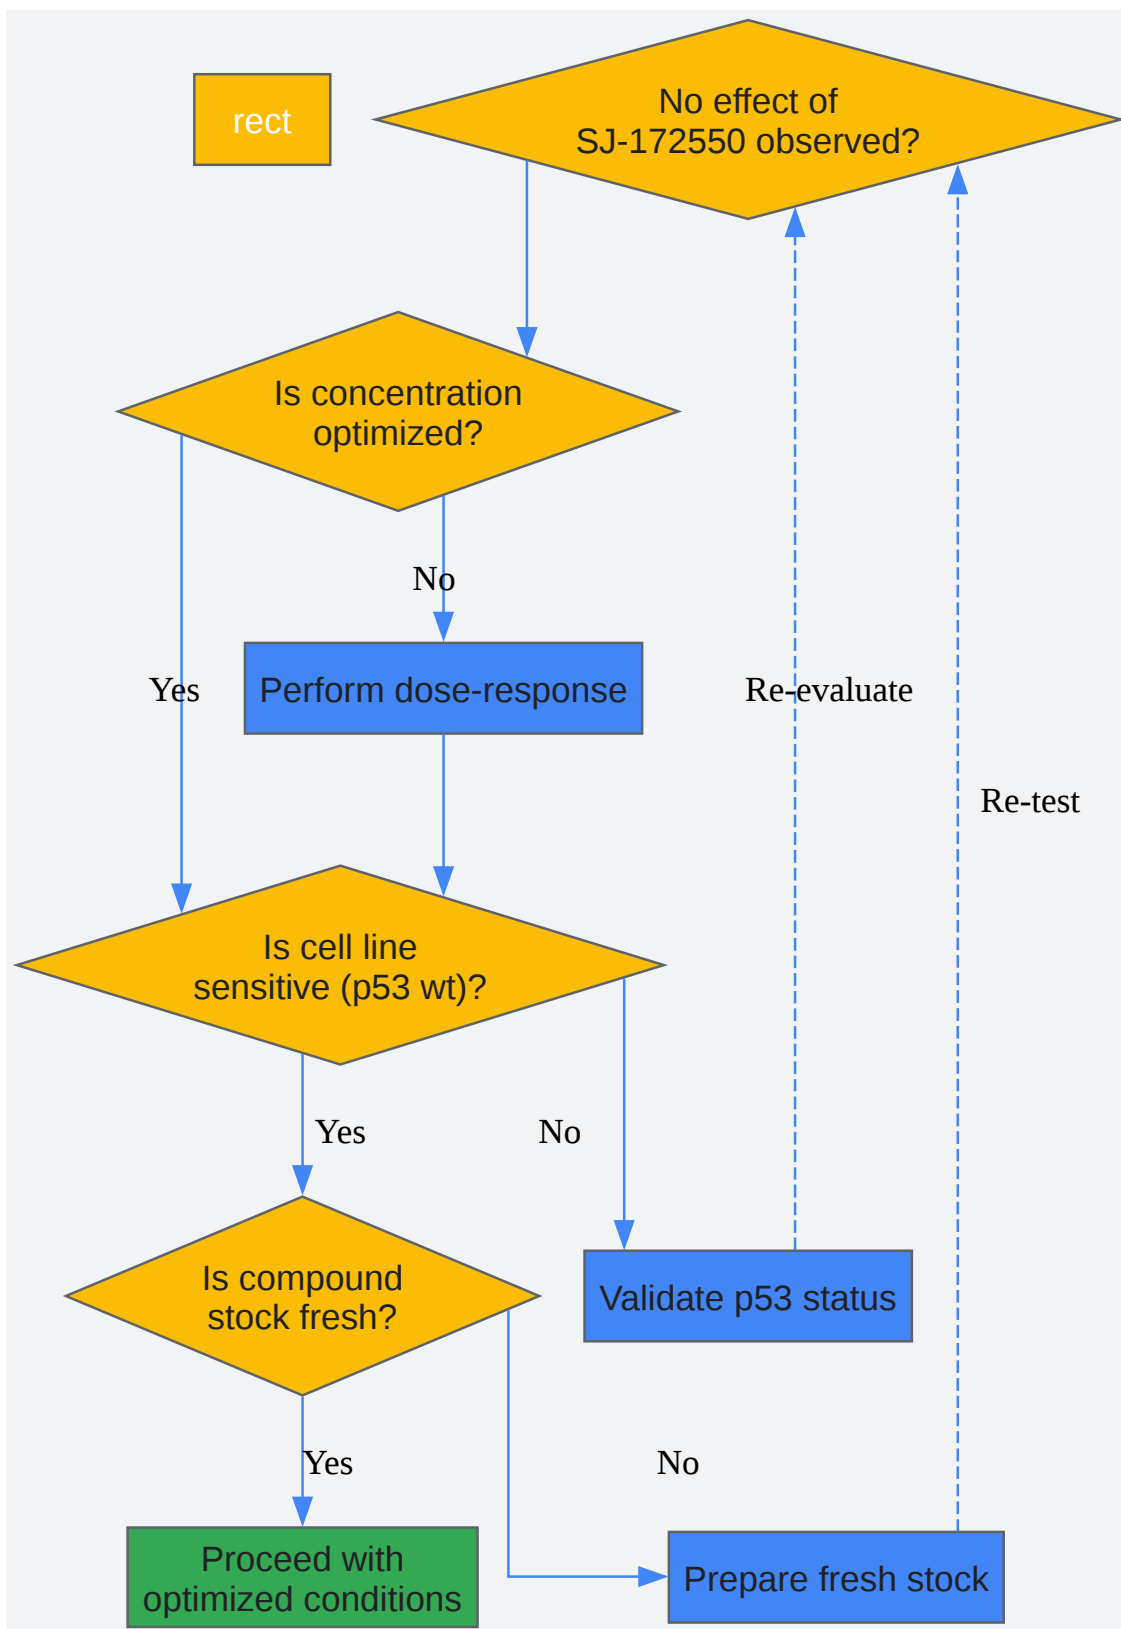 rect
No effect of
SJ-172550 observed?
Is concentration
optimized?
No
Yes
Perform dose-response
Re-evaluate
Re-test
Is cell line
sensitive (p53 wt)?
Yes
No
Is compound
stock fresh?
Validate p53 status
Yes
No
Proceed with
optimized conditions
Prepare fresh stock